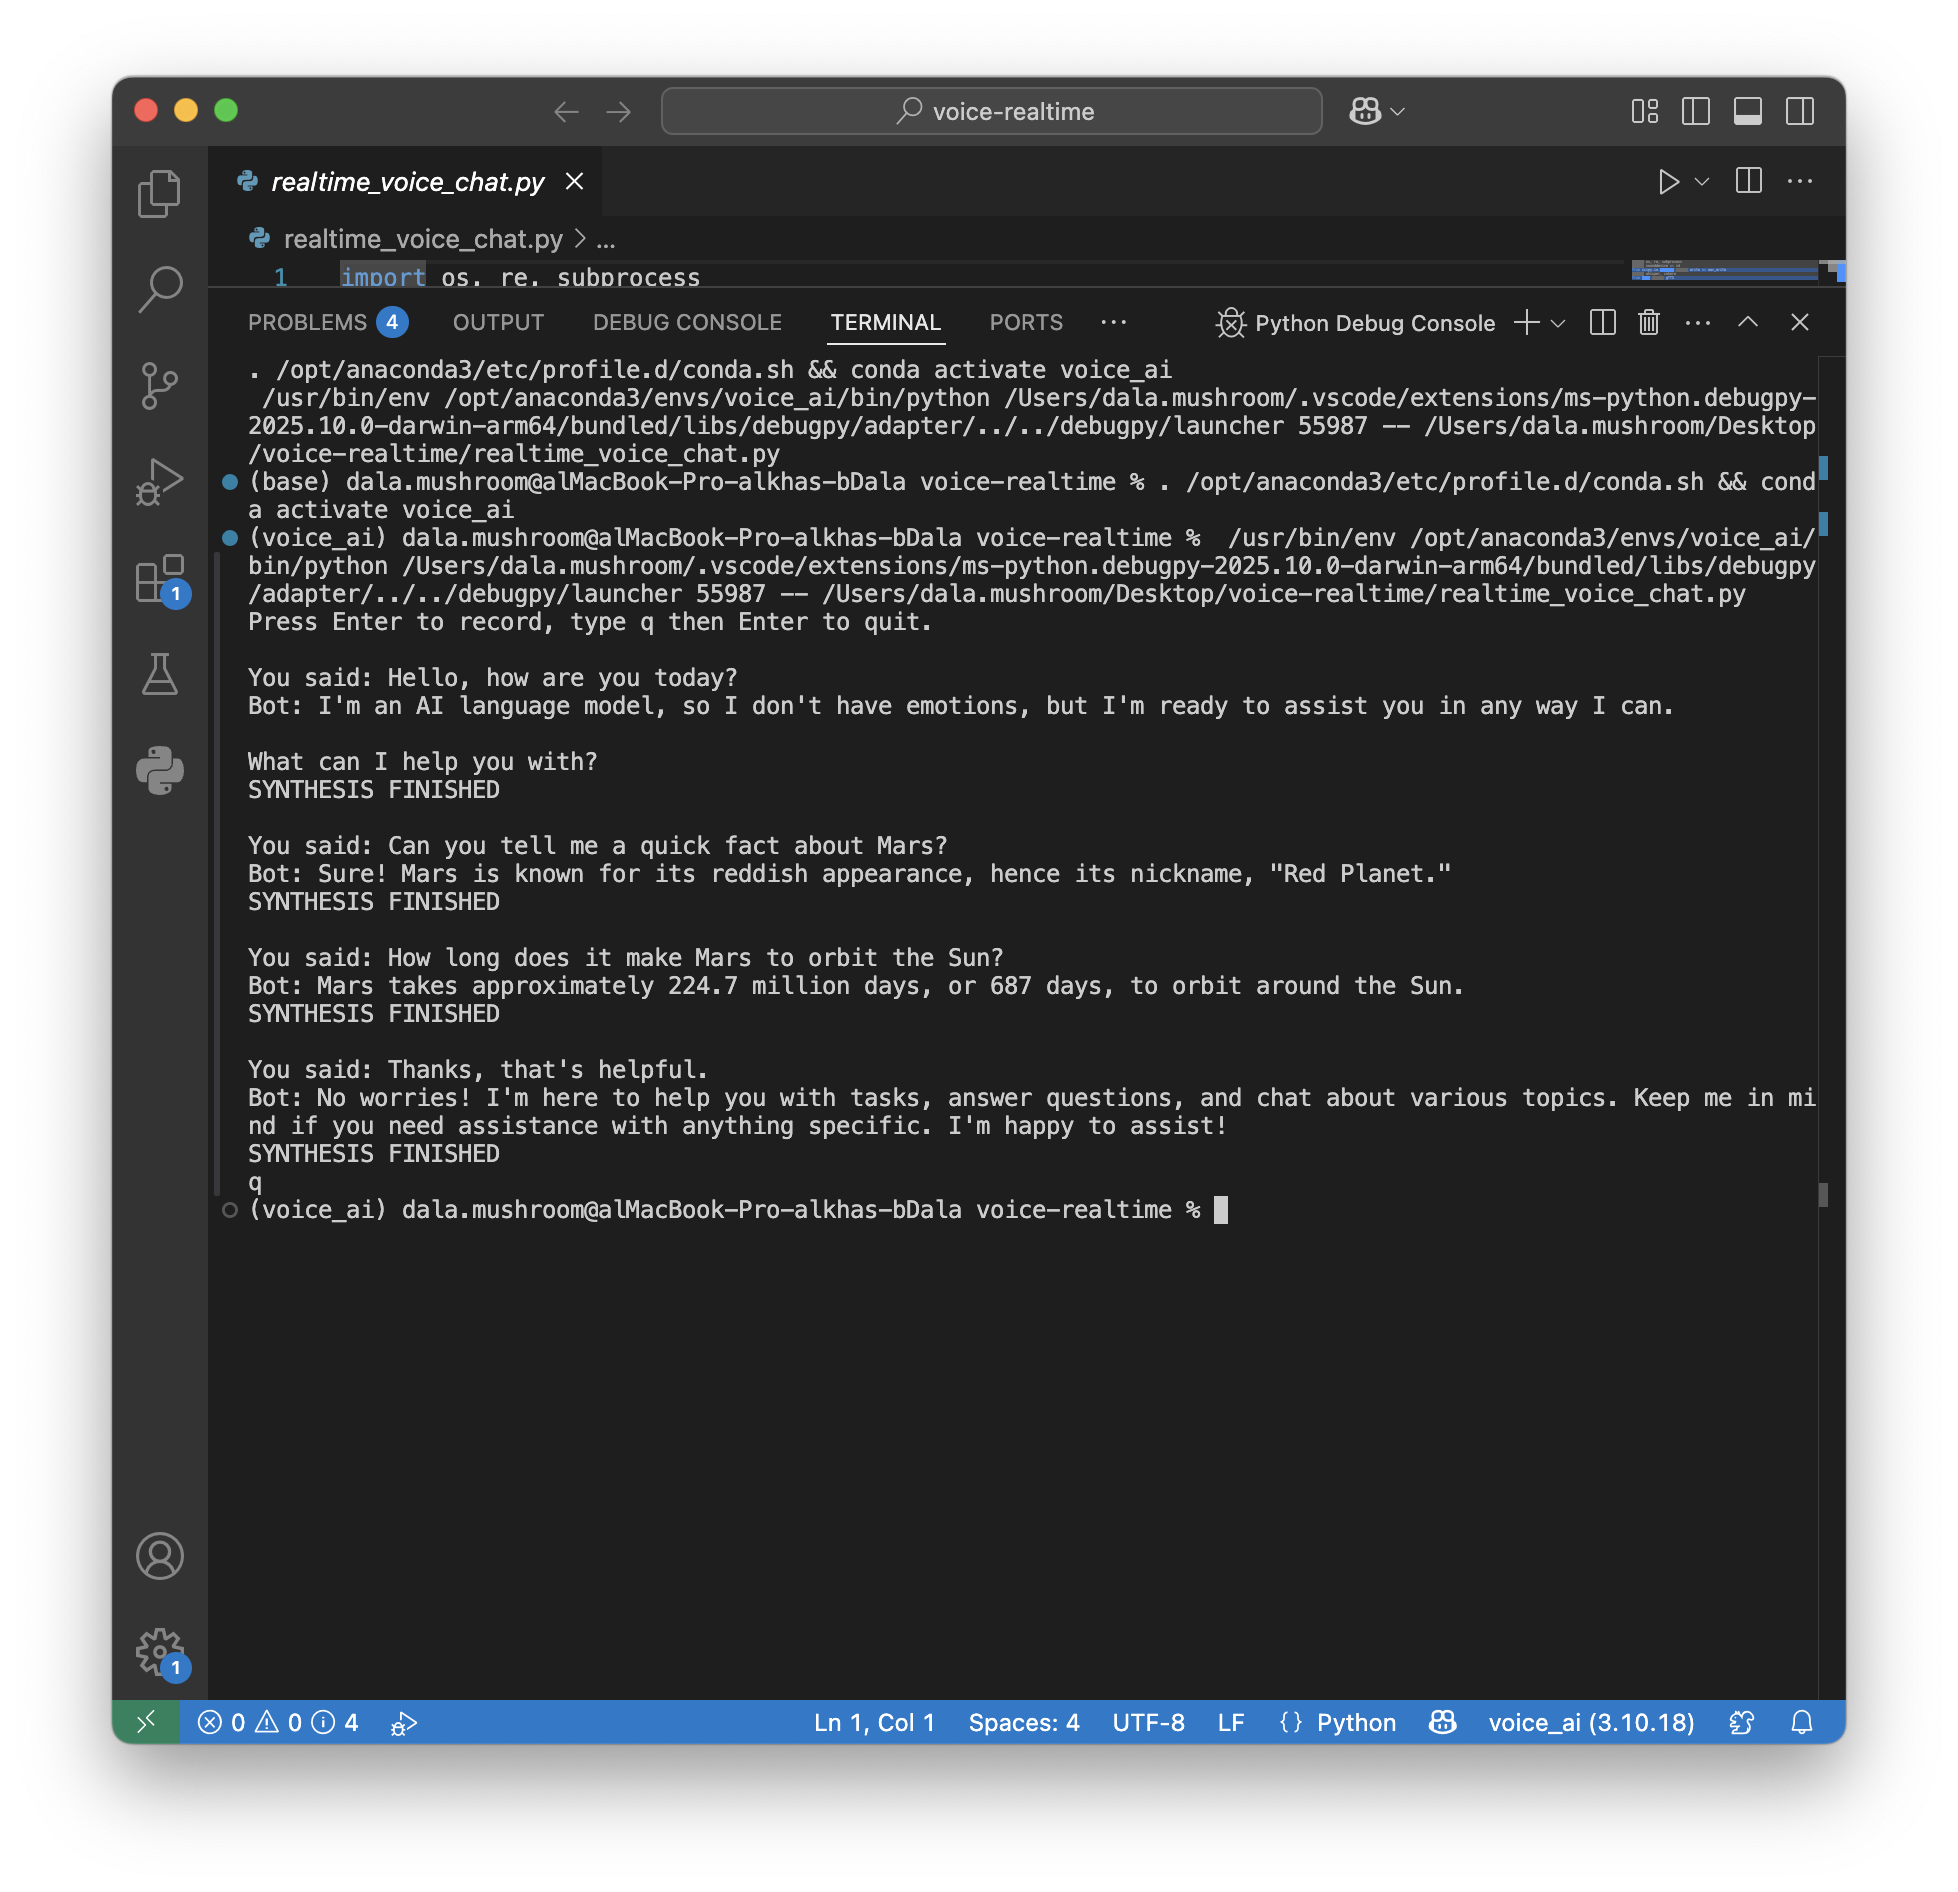 voice-realtime
realtime_voice_chat.py
realtime_voice_chat.py > ...
1 import os, re, subprocess
PROBLEMS 4 OUTPUT DEBUG CONSOLE TERMINAL PORTS ... Python Debug Console
. /opt/anaconda3/etc/profile.d/conda.sh && conda activate voice_ai
/usr/bin/env /opt/anaconda3/envs/voice_ai/bin/python /Users/dala.mushroom/.vscode/extensions/ms-python.debugpy-
2025.10.0-darwin-arm64/bundled/libs/debugpy/adapter/../../debugpy/launcher 55987 -- /Users/dala.mushroom/Desktop
/voice-realtime/realtime_voice_chat.py
(base) dala.mushroom@alMacBook-Pro-alkhas-bDala voice-realtime % . /opt/anaconda3/etc/profile.d/conda.sh && cond
a activate voice_ai
(voice_ai) dala.mushroom@alMacBook-Pro-alkhas-bDala voice-realtime %  /usr/bin/env /opt/anaconda3/envs/voice_ai/
bin/python /Users/dala.mushroom/.vscode/extensions/ms-python.debugpy-2025.10.0-darwin-arm64/bundled/libs/debugpy
/adapter/../../debugpy/launcher 55987 -- /Users/dala.mushroom/Desktop/voice-realtime/realtime_voice_chat.py
Press Enter to record, type q then Enter to quit.
You said: Hello, how are you today?
Bot: I'm an AI language model, so I don't have emotions, but I'm ready to assist you in any way I can.
What can I help you with?
SYNTHESIS FINISHED
You said: Can you tell me a quick fact about Mars?
Bot: Sure! Mars is known for its reddish appearance, hence its nickname, "Red Planet."
SYNTHESIS FINISHED
You said: How long does it make Mars to orbit the Sun?
Bot: Mars takes approximately 224.7 million days, or 687 days, to orbit around the Sun.
SYNTHESIS FINISHED
You said: Thanks, that's helpful.
Bot: No worries! I'm here to help you with tasks, answer questions, and chat about various topics. Keep me in mi
nd if you need assistance with anything specific. I'm happy to assist!
SYNTHESIS FINISHED
q
(voice_ai) dala.mushroom@alMacBook-Pro-alkhas-bDala voice-realtime %
1
1
0 0 4 Ln 1, Col 1 Spaces: 4 UTF-8 LF {} Python voice_ai (3.10.18)